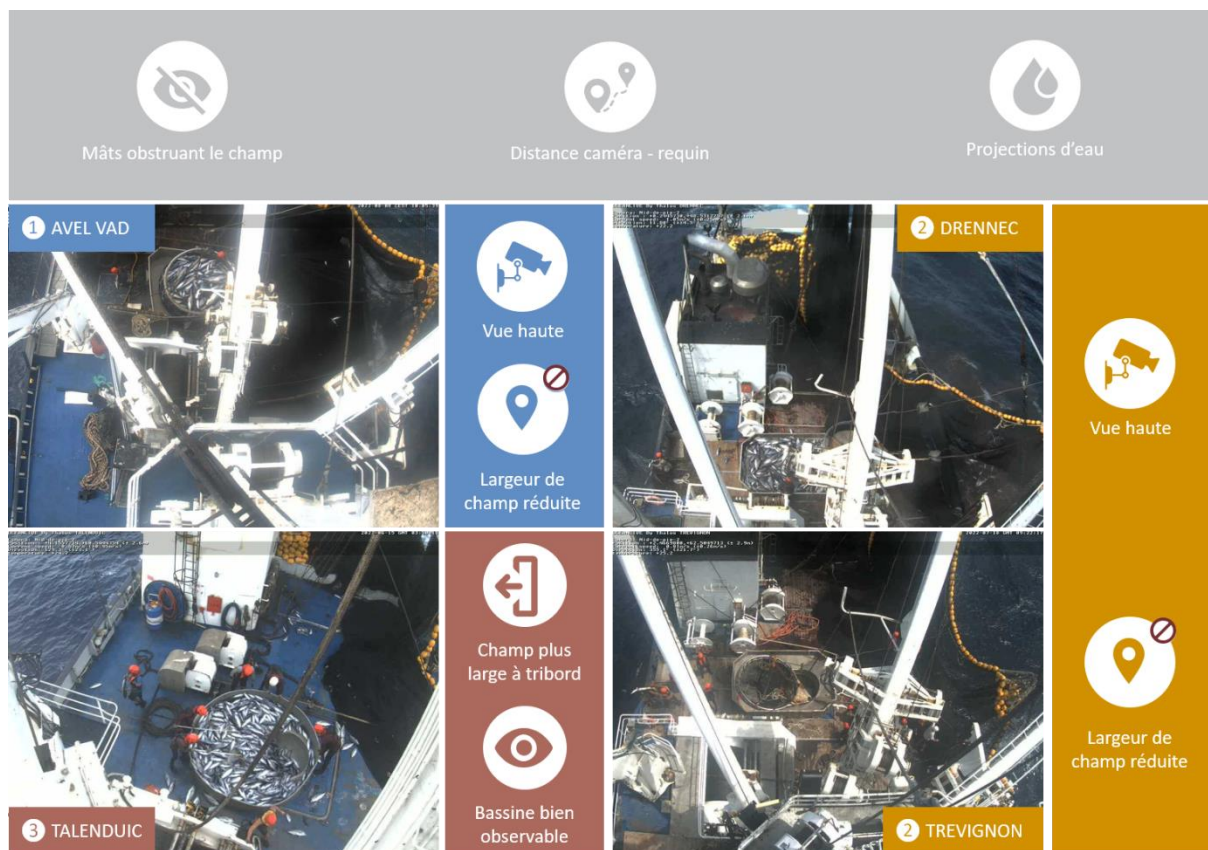 Mâts obstruant le champ
Distance caméra - requin
Projections d'eau
1 AVEL VAD
Vue haute
Largeur de
champ réduite
2 DRENNEC
Vue haute
Largeur de
champ réduite
Champ plus
large à tribord
Bassine bien
observable
3 TALENDUIC
2 TREVIGNON